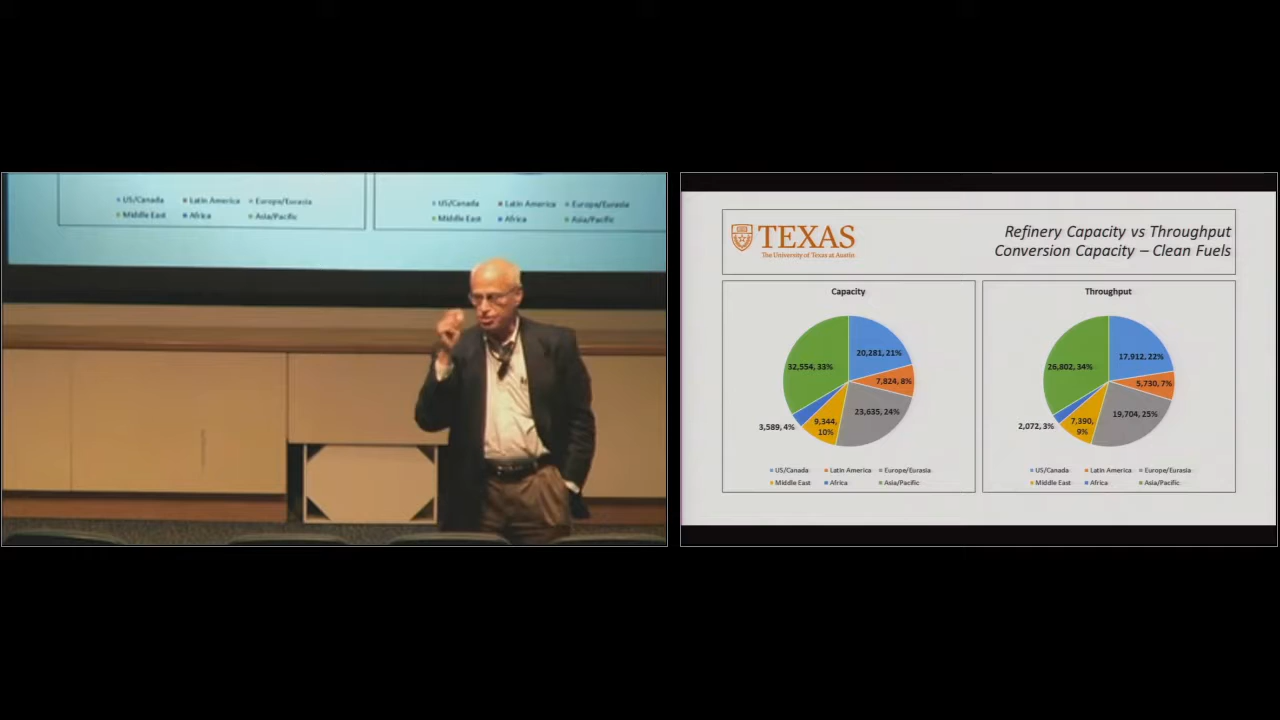 US/Canada Latin America Europe/Eurasia
Middle East Africa Asia/Pacific
US/Canada Latin America Europe/Eurasia
Middle East Africa Asia/Pacific
TEXAS
The University of Texas at Austin
Refinery Capacity vs Throughput
Conversion Capacity – Clean Fuels
Capacity
20,281, 21%
7,824, 8%
23,635, 24%
9,344,
10%
3,589, 4%
32,554, 33%
US/Canada Latin America Europe/Eurasia
Middle East Africa Asia/Pacific
Throughput
17,912, 22%
5,730, 7%
19,704, 25%
7,390,
9%
2,072, 3%
26,802, 34%
US/Canada Latin America Europe/Eurasia
Middle East Africa Asia/Pacific